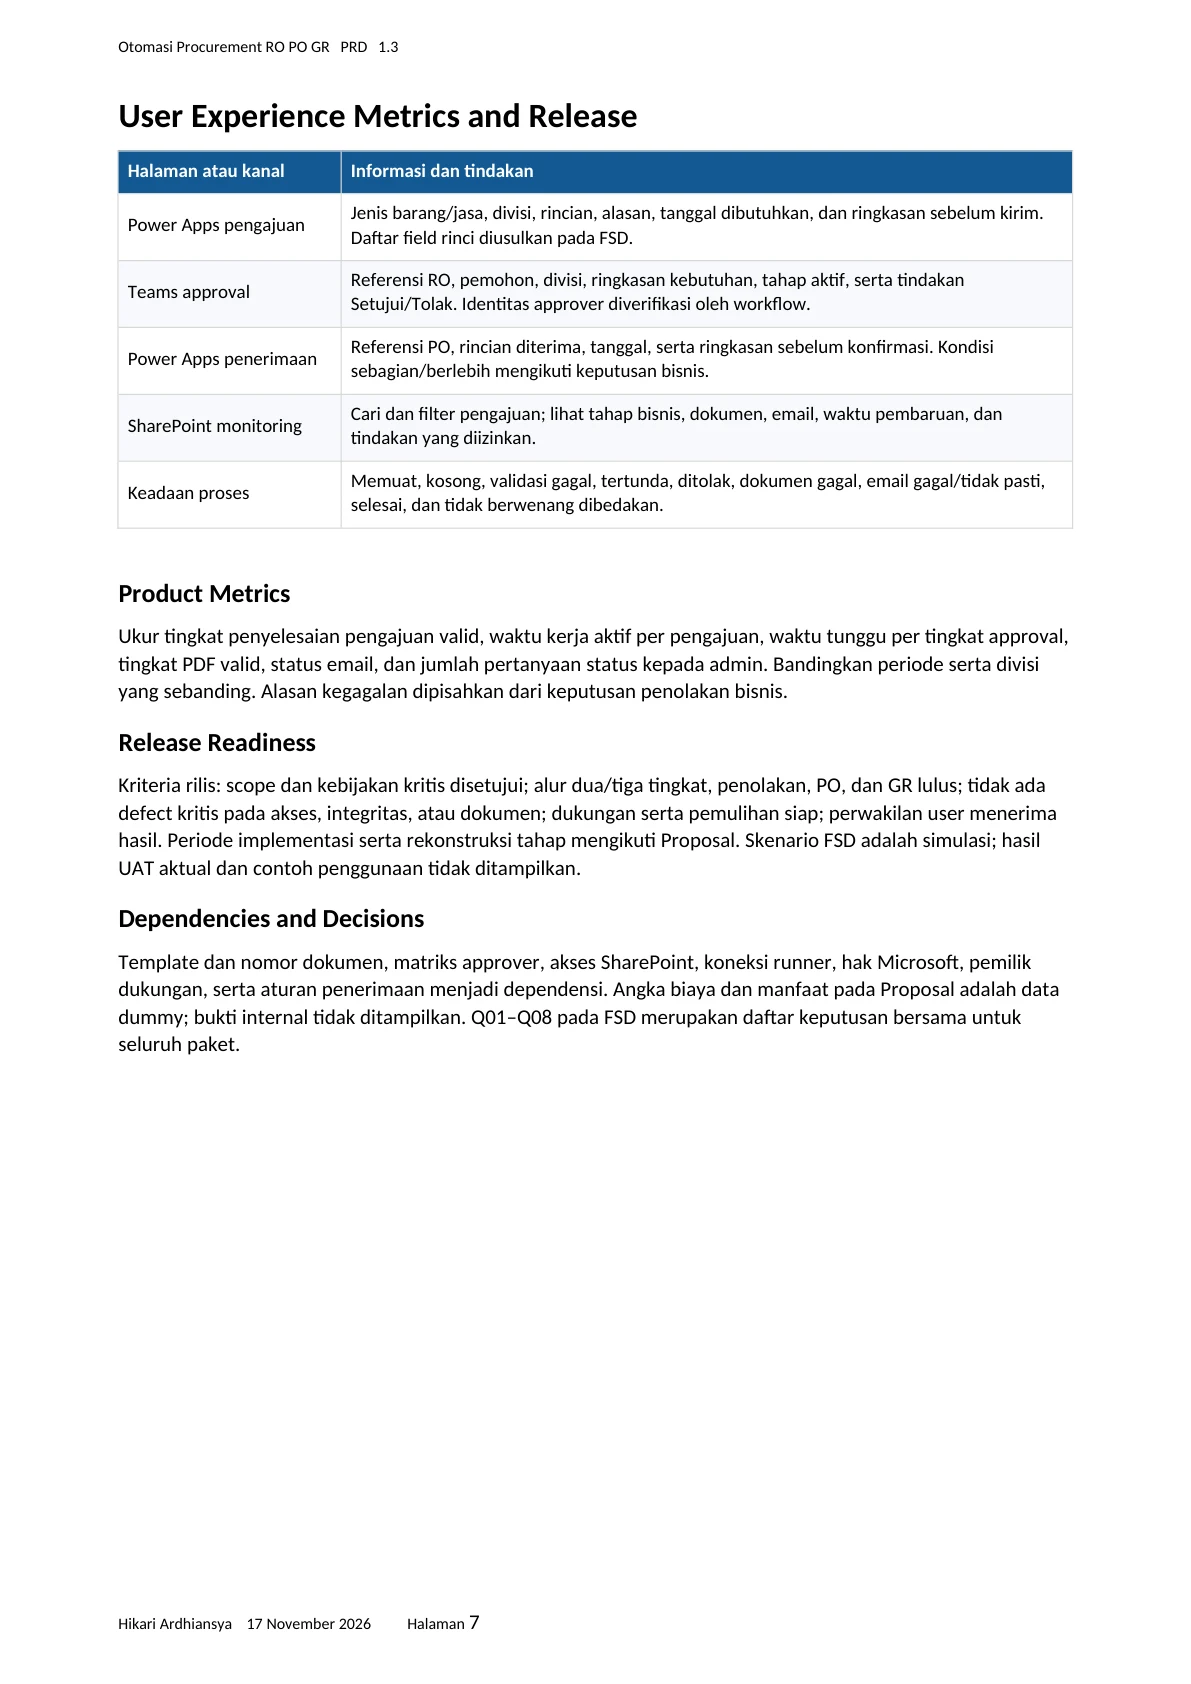 Otomasi Procurement RO PO GR PRD 1.3
User Experience Metrics and Release
Halaman atau kanal
Informasi dan tindakan
Power Apps pengajuan
Jenis barang/jasa, divisi, rincian, alasan, tanggal dibutuhkan, dan ringkasan sebelum kirim.
Daftar field rinci diusulkan pada FSD.
Teams approval
Referensi RO, pemohon, divisi, ringkasan kebutuhan, tahap aktif, serta tindakan
Setujui/Tolak. Identitas approver diverifikasi oleh workflow.
Power Apps penerimaan
Referensi PO, rincian diterima, tanggal, serta ringkasan sebelum konfirmasi. Kondisi
sebagian/berlebih mengikuti keputusan bisnis.
SharePoint monitoring
Cari dan filter pengajuan; lihat tahap bisnis, dokumen, email, waktu pembaruan, dan
tindakan yang diizinkan.
Keadaan proses
Memuat, kosong, validasi gagal, tertunda, ditolak, dokumen gagal, email gagal/tidak pasti,
selesai, dan tidak berwenang dibedakan.
Product Metrics
Ukur tingkat penyelesaian pengajuan valid, waktu kerja aktif per pengajuan, waktu tunggu per tingkat approval,
tingkat PDF valid, status email, dan jumlah pertanyaan status kepada admin. Bandingkan periode serta divisi
yang sebanding. Alasan kegagalan dipisahkan dari keputusan penolakan bisnis.
Release Readiness
Kriteria rilis: scope dan kebijakan kritis disetujui; alur dua/tiga tingkat, penolakan, PO, dan GR lulus; tidak ada
defect kritis pada akses, integritas, atau dokumen; dukungan serta pemulihan siap; perwakilan user menerima
hasil. Periode implementasi serta rekonstruksi tahap mengikuti Proposal. Skenario FSD adalah simulasi; hasil
UAT aktual dan contoh penggunaan tidak ditampilkan.
Dependencies and Decisions
Template dan nomor dokumen, matriks approver, akses SharePoint, koneksi runner, hak Microsoft, pemilik
dukungan, serta aturan penerimaan menjadi dependensi. Angka biaya dan manfaat pada Proposal adalah data
dummy; bukti internal tidak ditampilkan. Q01–Q08 pada FSD merupakan daftar keputusan bersama untuk
seluruh paket.
Hikari Ardhiansya 17 November 2026 Halaman 7